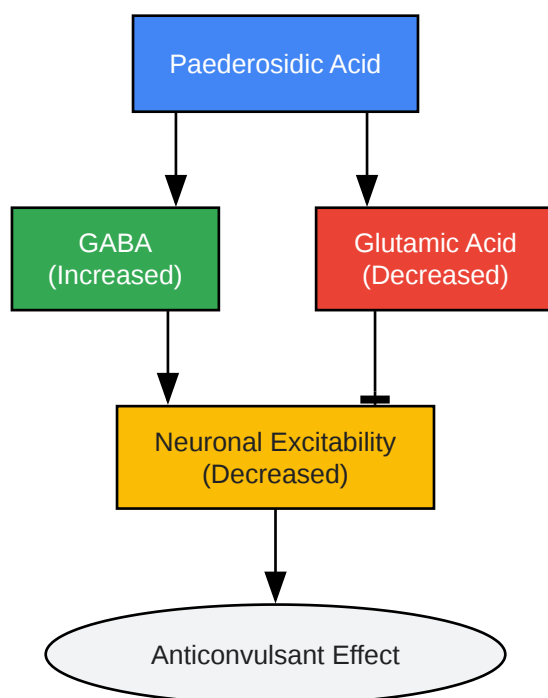 Paederosidic Acid
GABA
(Increased)
Glutamic Acid
(Decreased)
Neuronal Excitability
(Decreased)
Anticonvulsant Effect